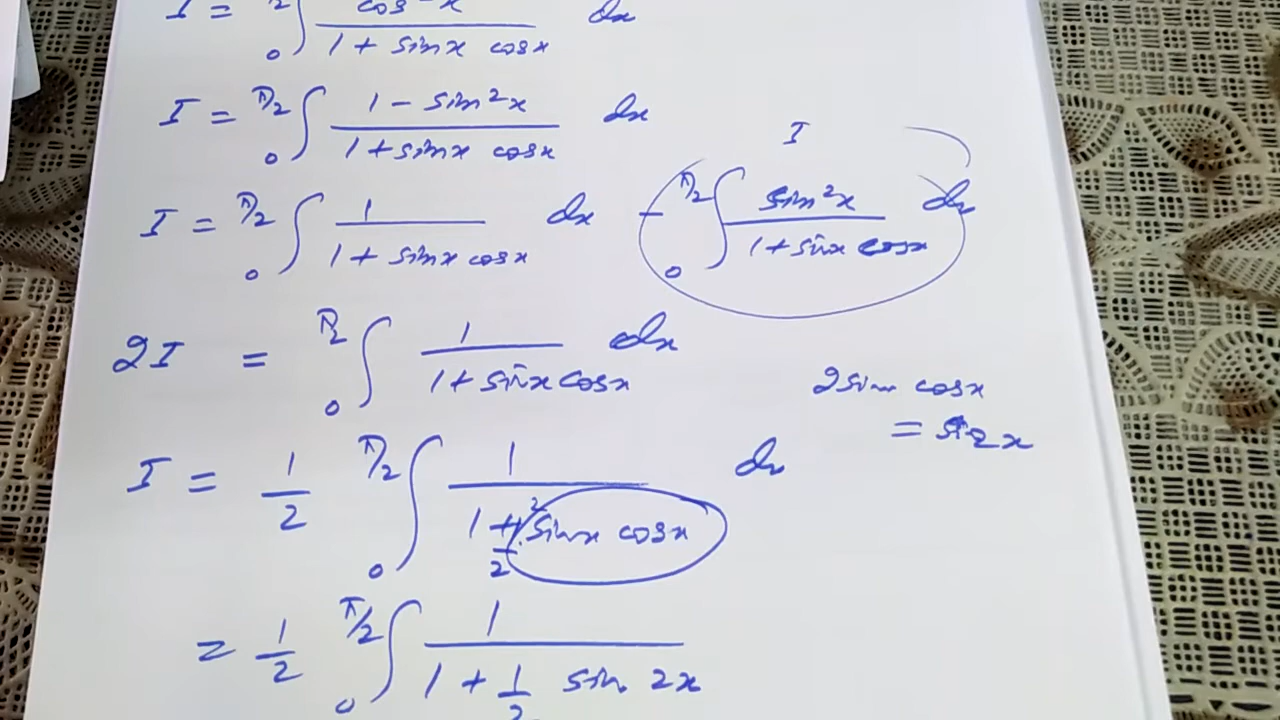 I = π/2 ∫ 0 cos²x / 1 + sinx cosx dx
I = π/2 ∫ 0 1 - sin²x / 1 + sinx cosx dx
I
I = π/2 ∫ 0 1 / 1 + sinx cosx dx - π/2 ∫ 0 sin²x / 1 + sinx cosx dx
2I = π/2 ∫ 0 1 / 1 + sinx cosx dx
2sin cosx
= sin2x
I = 1/2 π/2 ∫ 0 1 / 1 + 1/2 · 2 sinx cosx dx
= 1/2 π/2 ∫ 0 1 / 1 + 1/2 sin 2x